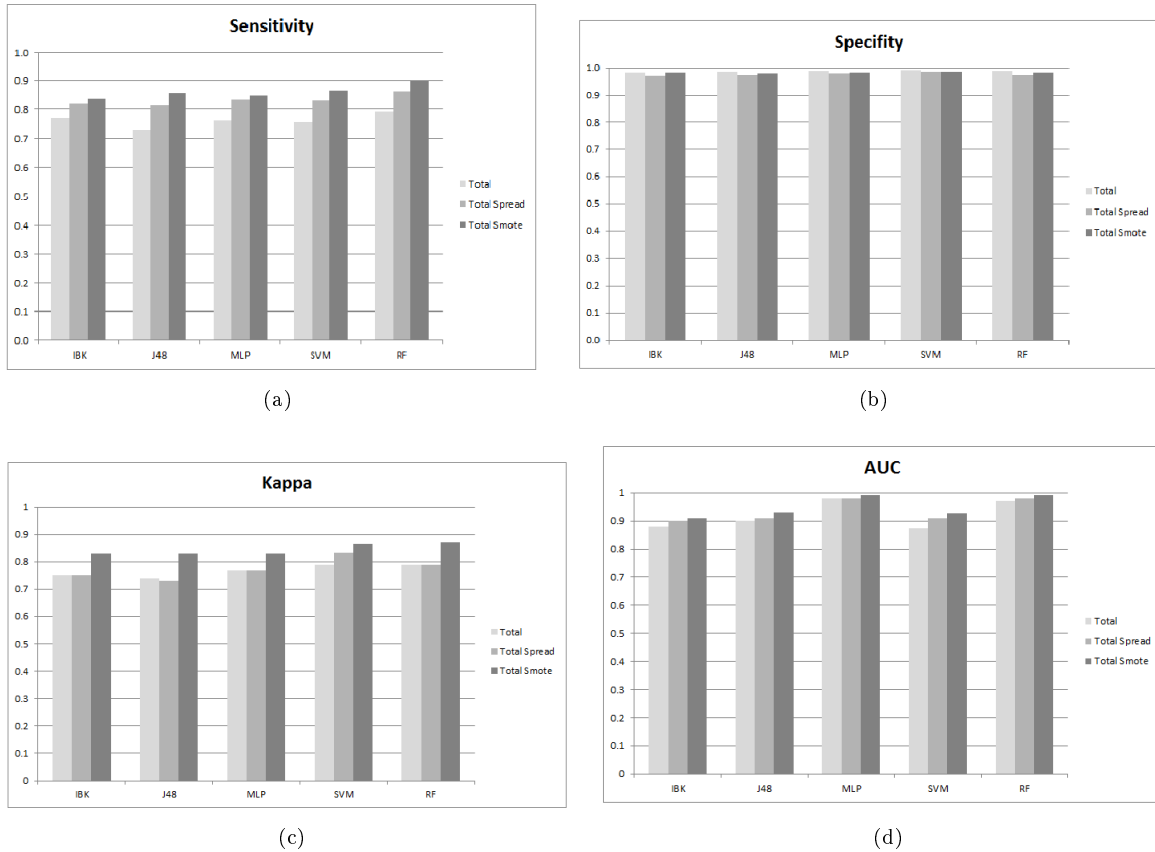 Sensitivity
1.0
0.9
0.8
0.7
0.6
0.5
0.4
0.3
0.2
0.1
0.0
IBK J48 MLP SVM RF
Total
Total Spread
Total Smote
(a)
Specifity
1.0
0.9
0.8
0.7
0.6
0.5
0.4
0.3
0.2
0.1
0.0
IBK J48 MLP SVM RF
Total
Total Spread
Total Smote
(b)
Kappa
1
0.9
0.8
0.7
0.6
0.5
0.4
0.3
0.2
0.1
0
IBK J48 MLP SVM RF
Total
Total Spread
Total Smote
(c)
AUC
1
0.9
0.8
0.7
0.6
0.5
0.4
0.3
0.2
0.1
0
IBK J48 MLP SVM RF
Total
Total Spread
Total Smote
(d)